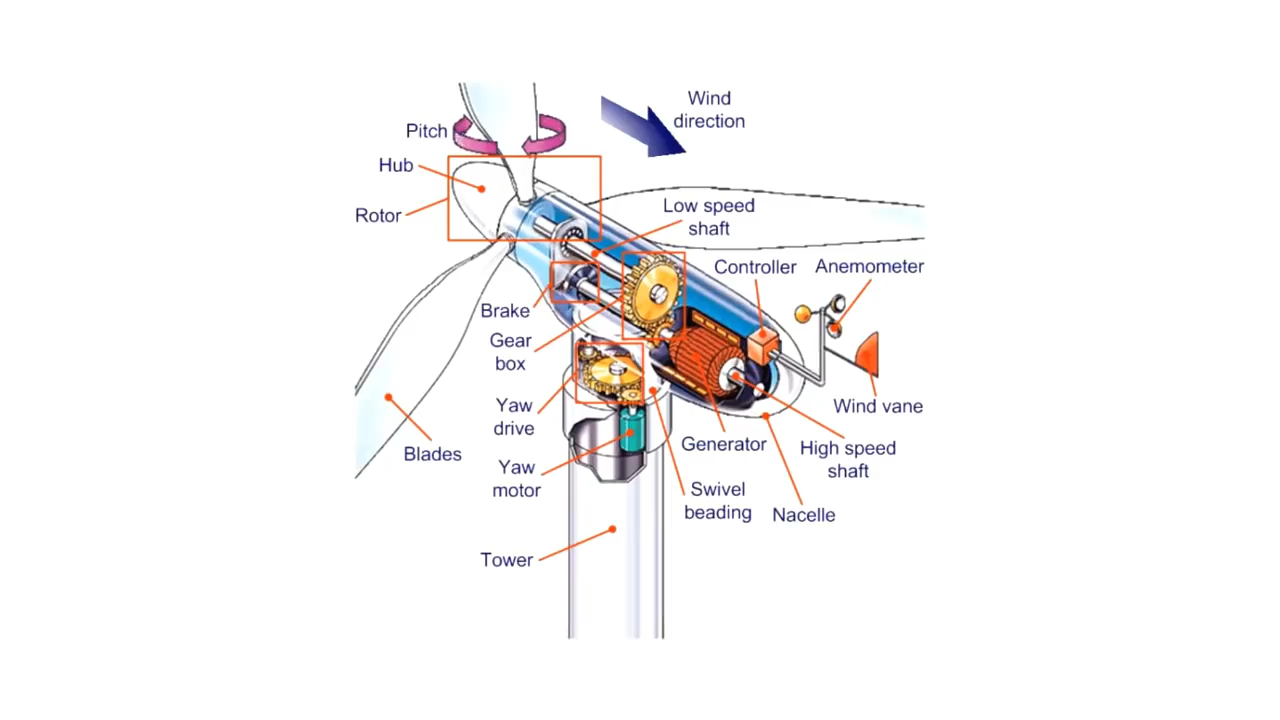 Wind
direction
Pitch
Hub
Rotor
Low speed
shaft
Controller
Anemometer
Brake
Gear
box
Wind vane
Yaw
drive
Generator
High speed
shaft
Blades
Yaw
motor
Swivel
beading
Nacelle
Tower